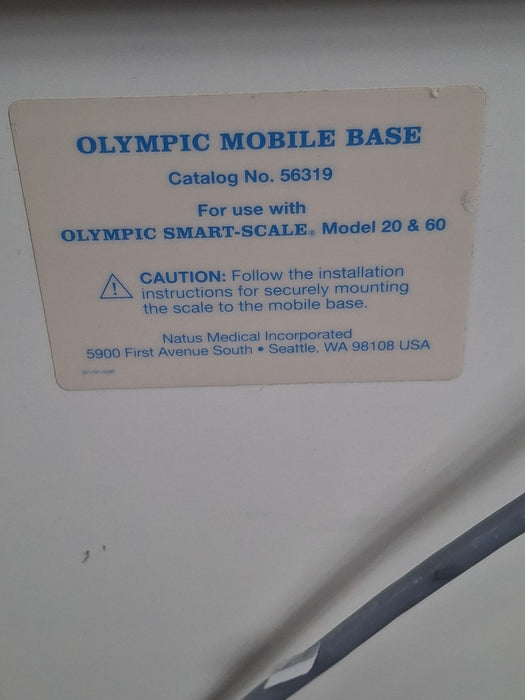 OLYMPIC MOBILE BASE
Catalog No. 56319
For use with
OLYMPIC SMART-SCALE® Model 20 & 60
CAUTION: Follow the installation
instructions for securely mounting
the scale to the mobile base.
Natus Medical Incorporated
5900 First Avenue South • Seattle, WA 98108 USA